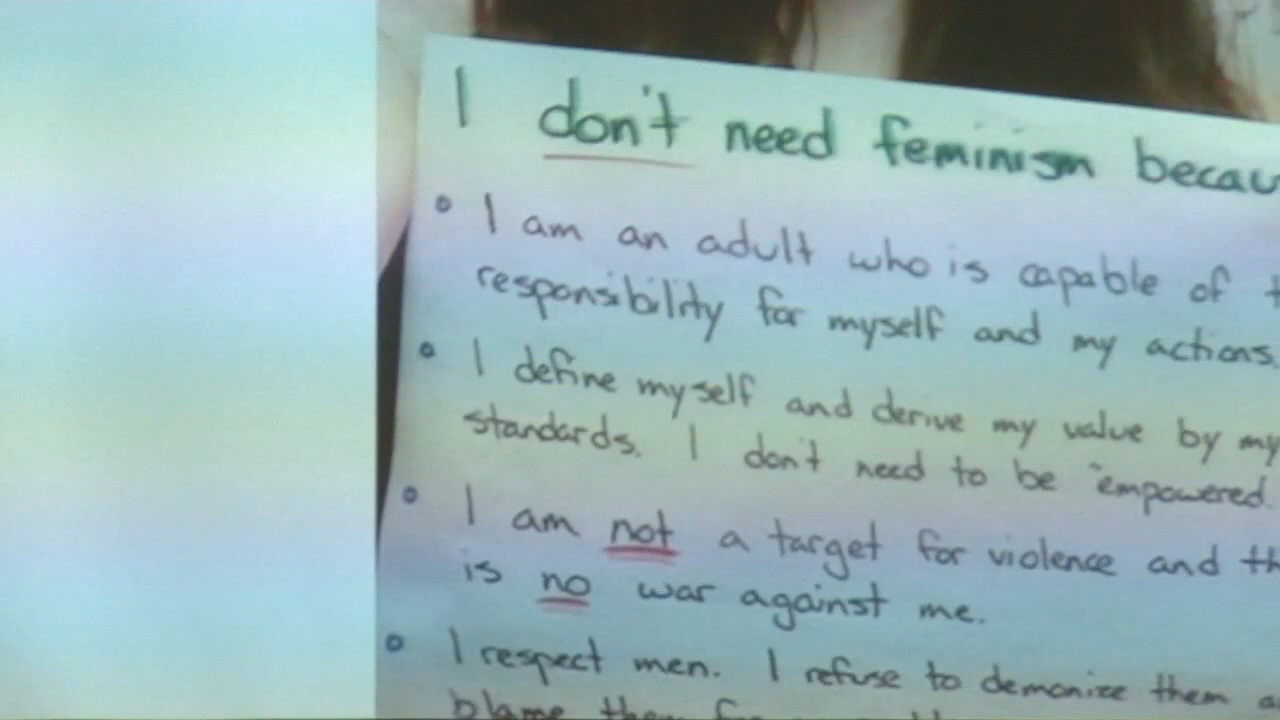 I don't need feminism
• I am an adult who is capable of
responsibility for myself and my actions.
• I define myself and derive my value by my
standards. I don't need to be "empowered.
• I am not a target for violence and
is no war against me.
• I respect men. I refuse to demonize them
blame them